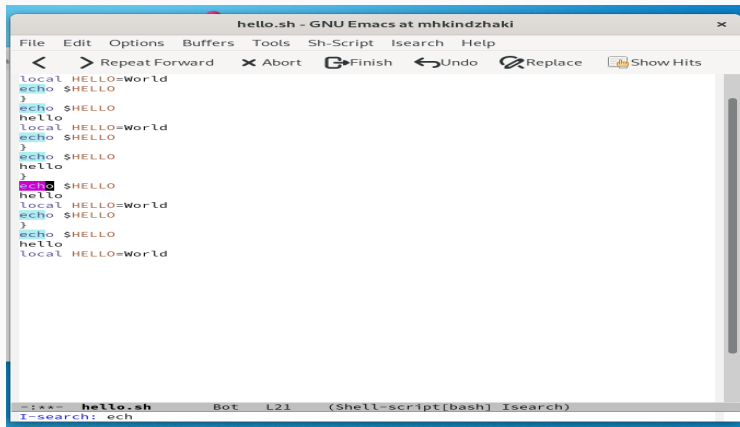 hello.sh - GNU Emacs at mhkindzhaki ×
File Edit Options Buffers Tools Sh-Script Isearch Help
< > Repeat Forward × Abort Finish Undo Replace Show Hits
local HELLO=World
echo $HELLO
}
echo $HELLO
hello
local HELLO=World
echo $HELLO
}
echo $HELLO
hello
}
echo $HELLO
hello
local HELLO=World
echo $HELLO
}
echo $HELLO
hello
local HELLO=World
-:**- hello.sh Bot L21 (Shell-script[bash] Isearch)
I-search: ech